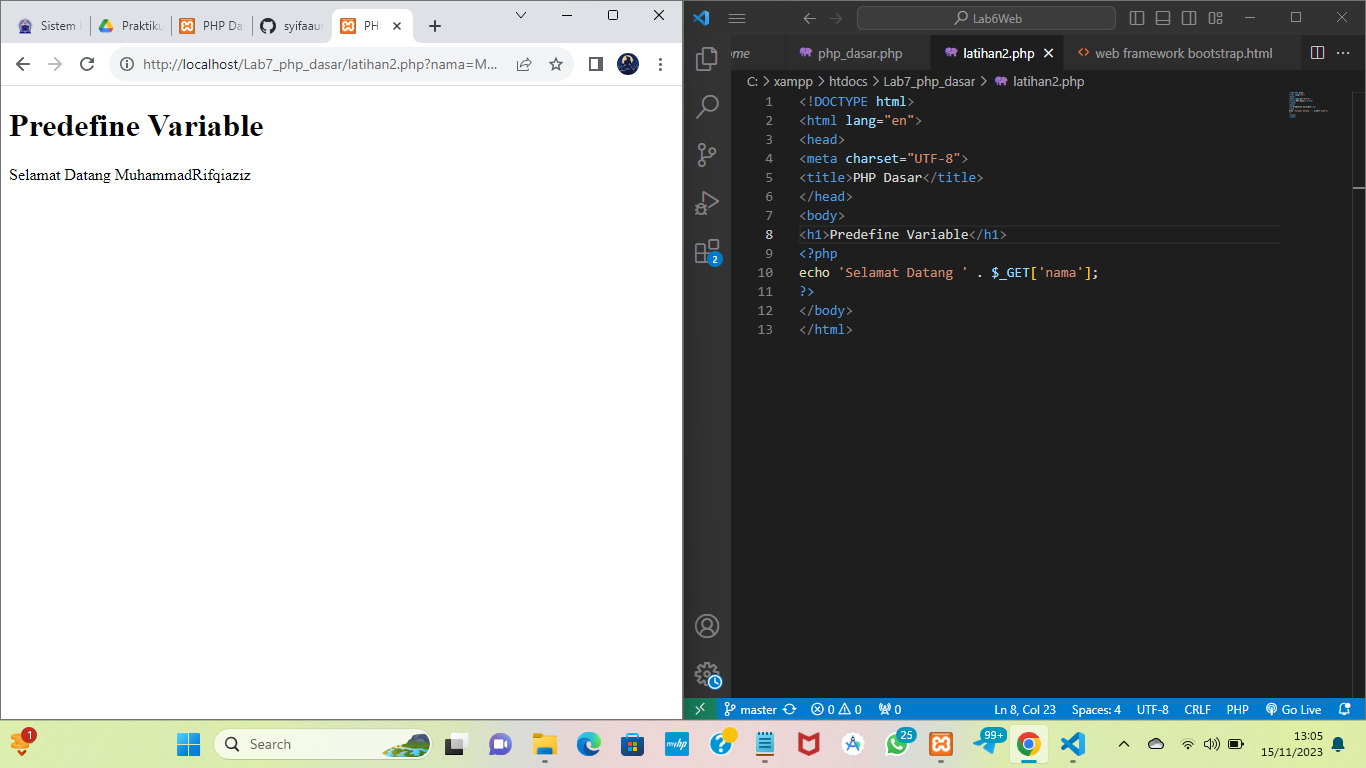 Sistem
Praktiku
PHP Da
syifaaur
PH
http://localhost/Lab7_php_dasar/latihan2.php?nama=M...
Predefine Variable
Selamat Datang MuhammadRifqiaziz
Lab6Web
ome
php_dasar.php
latihan2.php
web framework bootstrap.html
C: > xampp > htdocs > Lab7_php_dasar > latihan2.php
1 <!DOCTYPE html>
2 <html lang="en">
3 <head>
4 <meta charset="UTF-8">
5 <title>PHP Dasar</title>
6 </head>
7 <body>
8 <h1>Predefine Variable</h1>
9 <?php
10 echo 'Selamat Datang ' . $_GET['nama'];
11 ?>
12 </body>
13 </html>
2
master
0
0
0
Ln 8, Col 23
Spaces: 4
UTF-8
CRLF
PHP
Go Live
1
Search
myhp
25
99+
13:05
15/11/2023